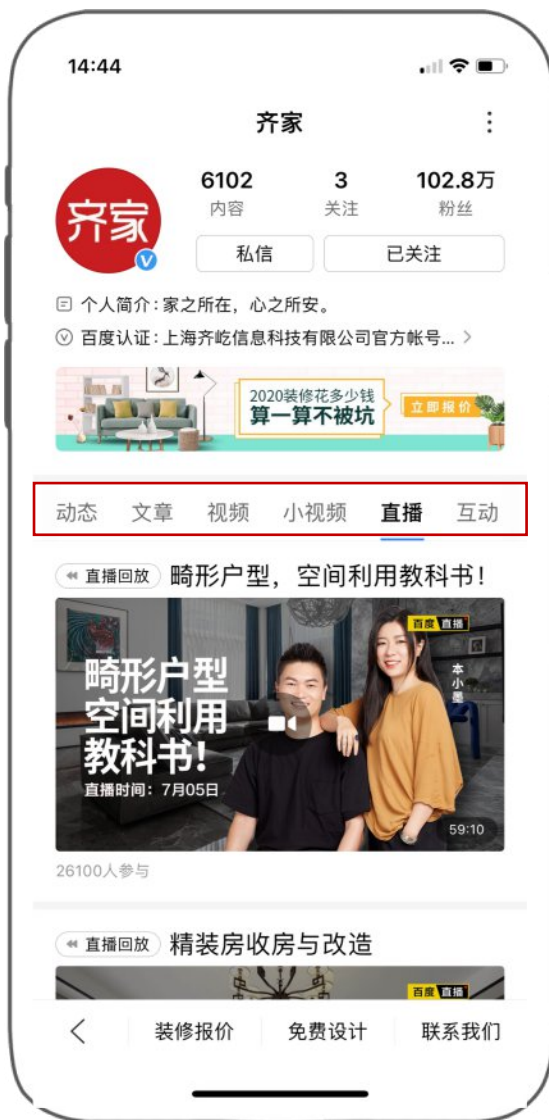 14:44
齐家
齐家
6102 3 102.8万
内容 关注 粉丝
私信 已关注
个人简介：家之所在，心之所安。
百度认证：上海齐屹信息科技有限公司官方帐号...
2020装修花多少钱
算一算不被坑
立即报价
动态 文章 视频 小视频 直播 互动
直播回放 畸形户型，空间利用教科书！
百度 直播
畸形户型
空间利用
教科书！
直播时间：7月05日
本小墨
59:10
26100人参与
直播回放 精装房收房与改造
百度 直播
装修报价 免费设计 联系我们